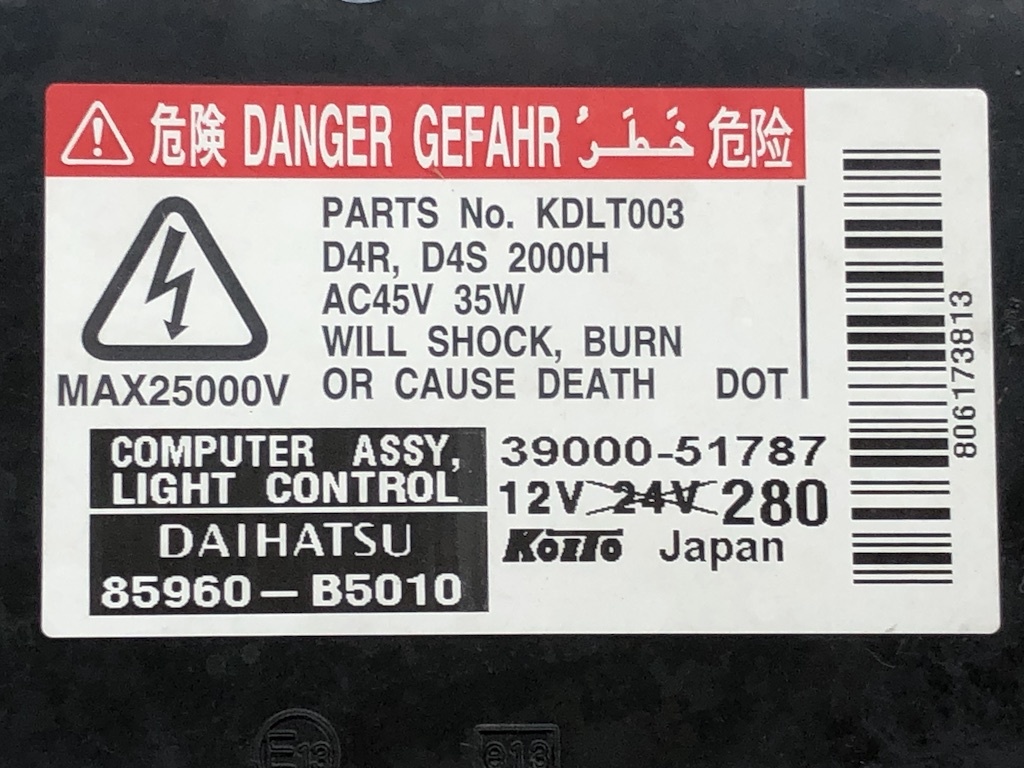 危険 DANGER GEFAHR خَطَرٌ 危险
PARTS No. KDLT003
D4R, D4S 2000H
AC45V 35W
WILL SHOCK, BURN
OR CAUSE DEATH DOT
MAX25000V
COMPUTER ASSY,
LIGHT CONTROL
DAIHATSU
85960-B5010
39000-51787
12V 24V 280
KOITO Japan
806173813
E13
e13